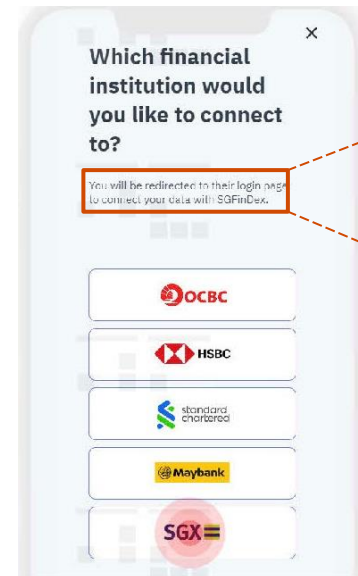 Which financial
institution would
you like to connect
to?
You will be redirected to their login page
to connect your data with SGFinDex.
OCBC
HSBC
standard
chartered
Maybank
SGX